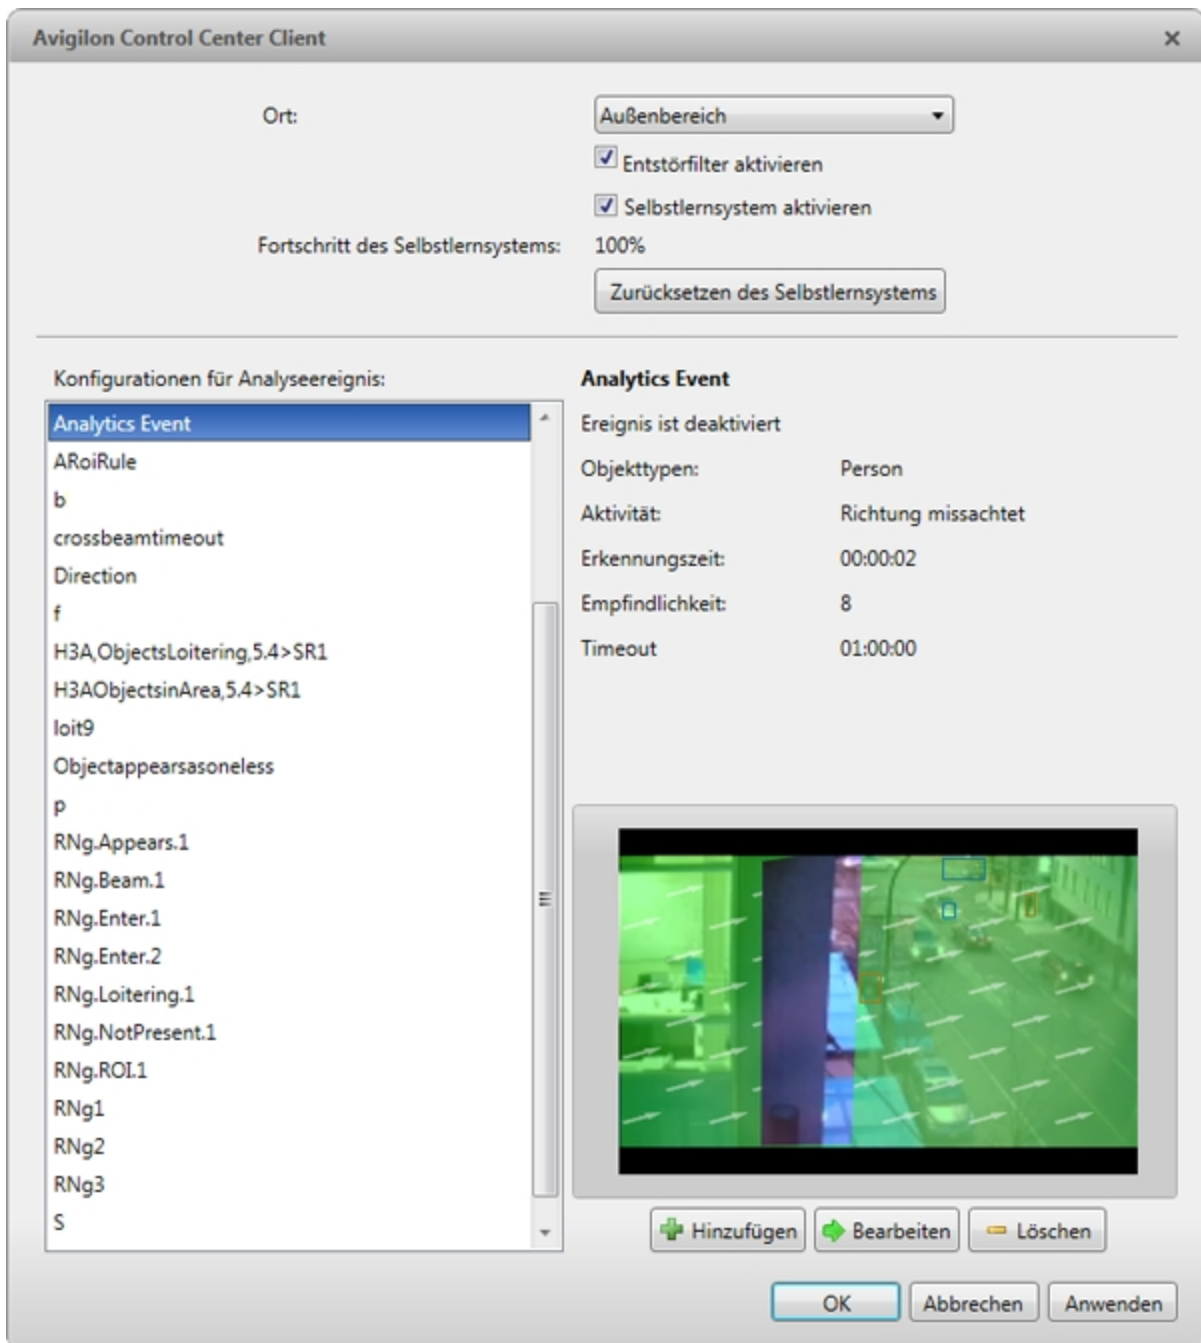 Avigilon Control Center Client
Ort:
Außenbereich
Entstörfilter aktivieren
Selbstlernsystem aktivieren
Fortschritt des Selbstlernsystems: 100%
Zurücksetzen des Selbstlernsystems
Konfigurationen für Analyseereignis:
Analytics Event
ARoiRule
b
crossbeamtimeout
Direction
f
H3A,ObjectsLoitering,5.4>SR1
H3AObjectsinArea,5.4>SR1
loit9
Objectappearsasoneless
p
RNg.Appears.1
RNg.Beam.1
RNg.Enter.1
RNg.Enter.2
RNg.Loitering.1
RNg.NotPresent.1
RNg.ROI.1
RNg1
RNg2
RNg3
S
Analytics Event
Ereignis ist deaktiviert
Objekttypen: Person
Aktivität: Richtung missachtet
Erkennungszeit: 00:00:02
Empfindlichkeit: 8
Timeout 01:00:00
Hinzufügen
Bearbeiten
Löschen
OK
Abbrechen
Anwenden